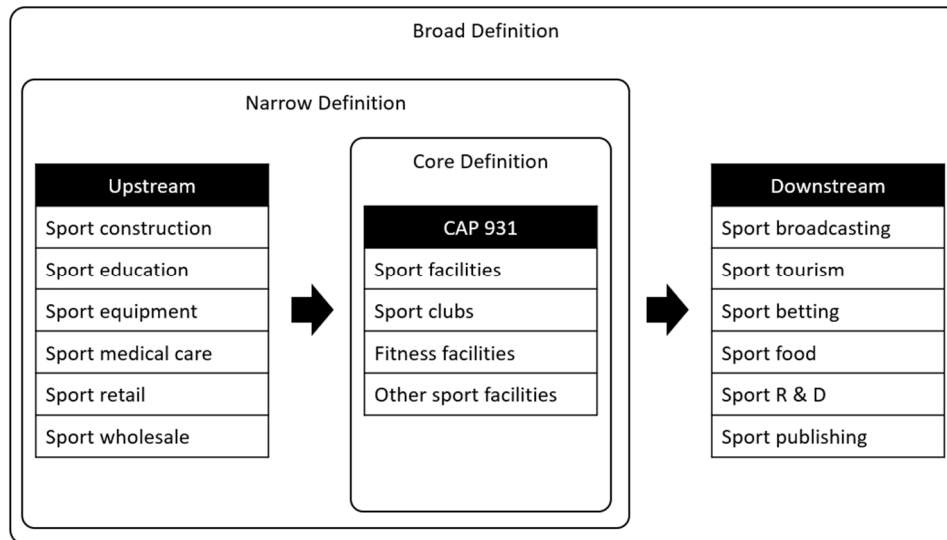 Broad Definition
Narrow Definition
Core Definition
Upstream
Sport construction
Sport education
Sport equipment
Sport medical care
Sport retail
Sport wholesale
CAP 931
Sport facilities
Sport clubs
Fitness facilities
Other sport facilities
Downstream
Sport broadcasting
Sport tourism
Sport betting
Sport food
Sport R & D
Sport publishing